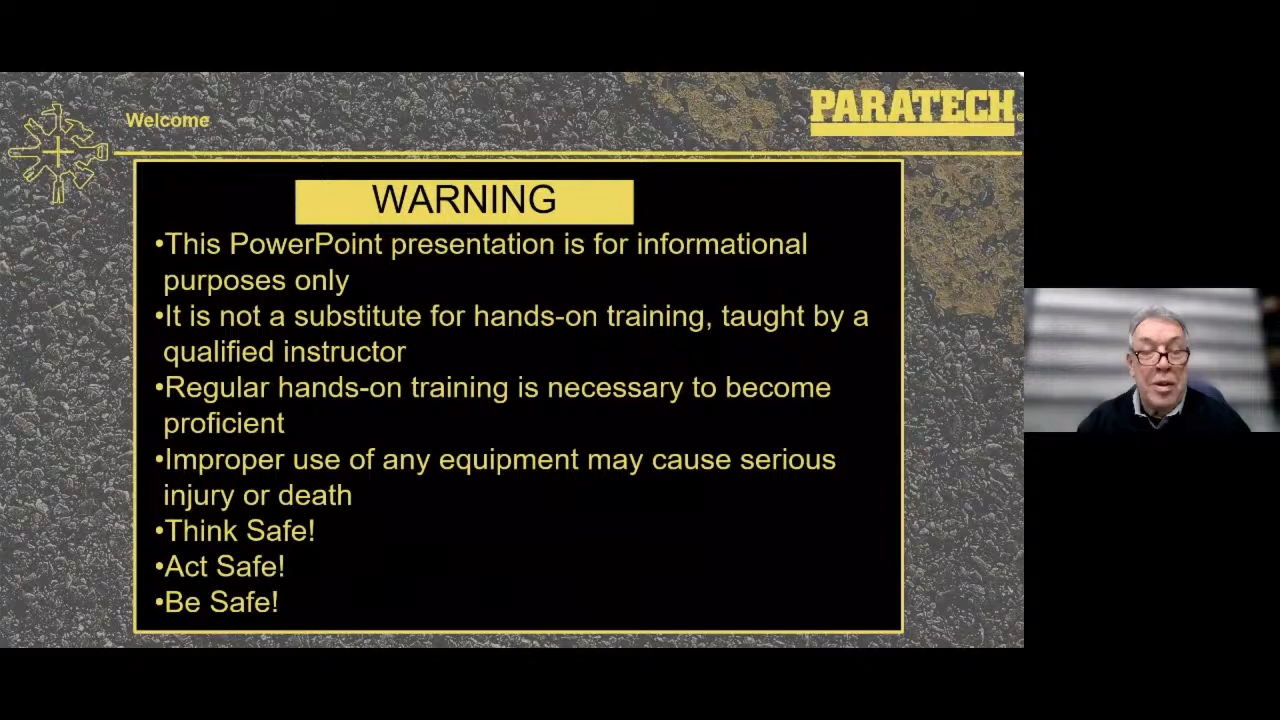 Welcome
PARATECH
WARNING
•This PowerPoint presentation is for informational
purposes only
•It is not a substitute for hands-on training, taught by a
qualified instructor
•Regular hands-on training is necessary to become
proficient
•Improper use of any equipment may cause serious
injury or death
•Think Safe!
•Act Safe!
•Be Safe!